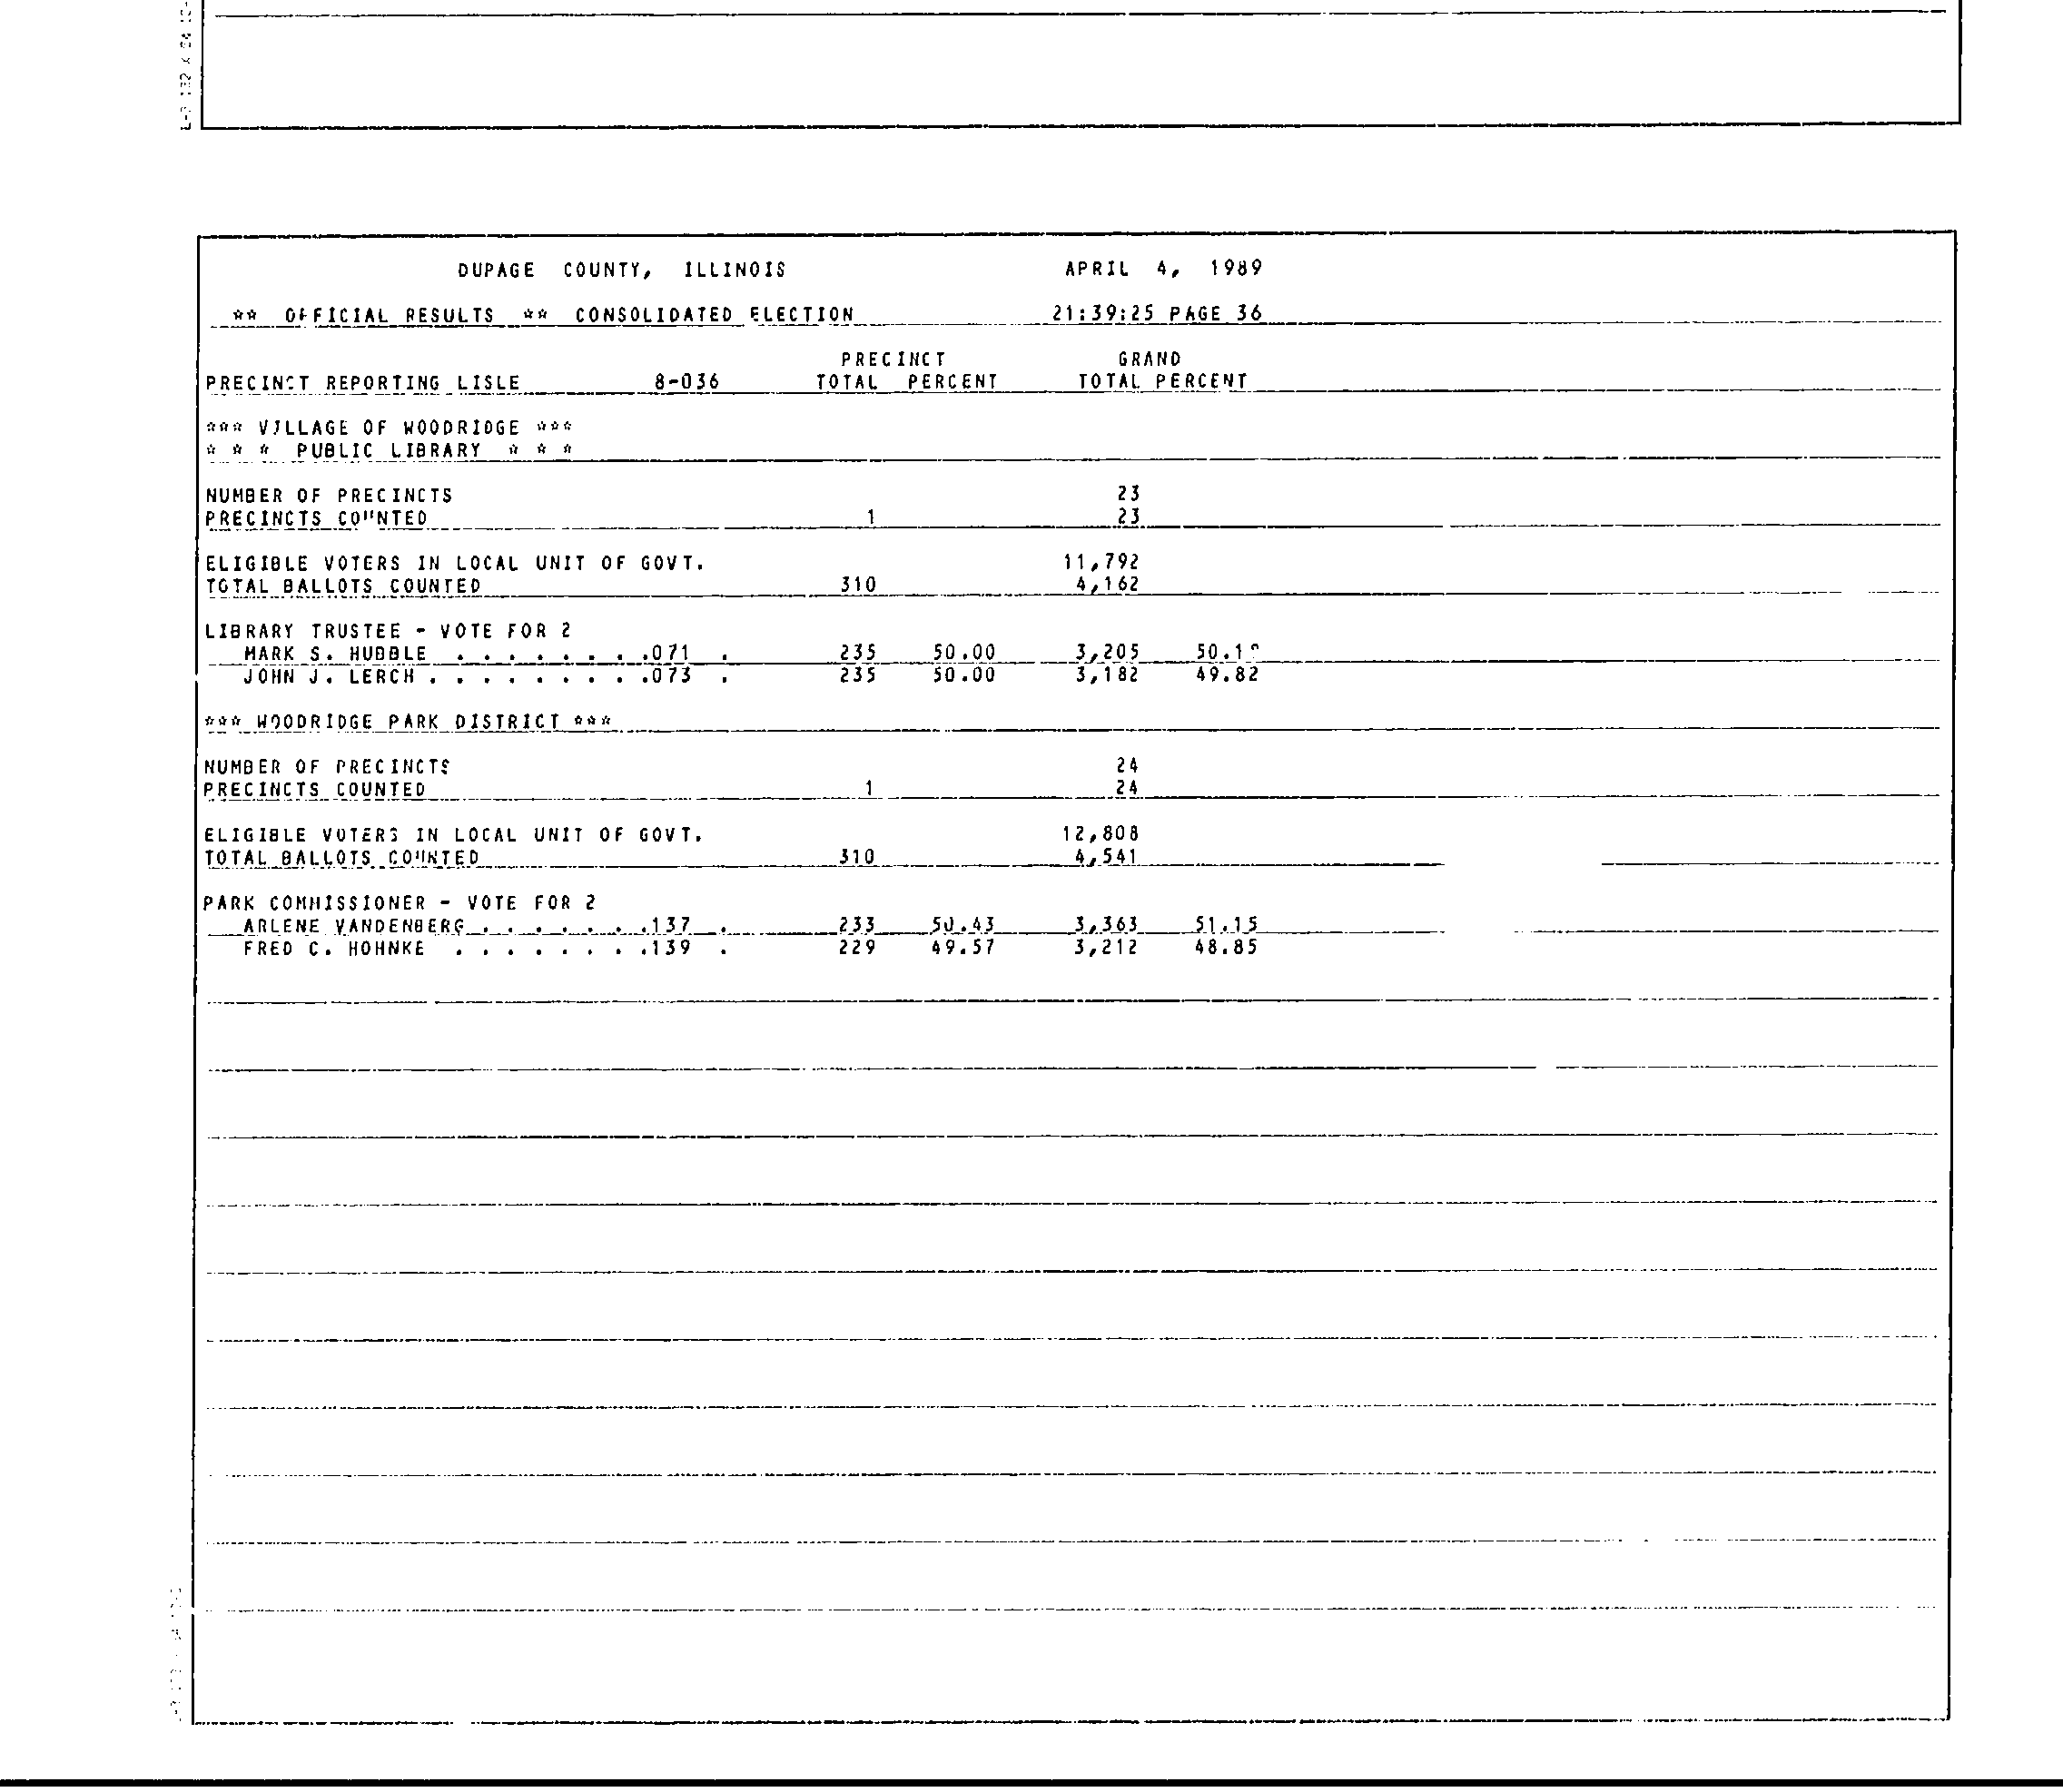 DUPAGE COUNTY, ILLINOIS APRIL 4, 1989
** OFFICIAL RESULTS ** CONSOLIDATED ELECTION 21:39:25 PAGE 36
PRECINCT GRAND
PRECINCT REPORTING LISLE 8-036 TOTAL PERCENT TOTAL PERCENT
*** VILLAGE OF WOODRIDGE ***
* * * PUBLIC LIBRARY * * *
NUMBER OF PRECINCTS 23
PRECINCTS COUNTED 1 23
ELIGIBLE VOTERS IN LOCAL UNIT OF GOVT. 11,792
TOTAL BALLOTS COUNTED 310 4,162
LIBRARY TRUSTEE - VOTE FOR 2
MARK S. HUBBLE . . . . . . . .071 . 235 50.00 3,205
JOHN J. LERCH . . . . . . . . .073 . 235 50.00 3,182 49.82
*** WOODRIDGE PARK DISTRICT ***
NUMBER OF PRECINCTS 24
PRECINCTS COUNTED 1 24
ELIGIBLE VOTERS IN LOCAL UNIT OF GOVT. 12,808
TOTAL BALLOTS COUNTED 310 4,541
PARK COMMISSIONER - VOTE FOR 2
ARLENE VANDENBERG . . . . . . .137 . 233 50.43 3,363 51.15
FRED C. HOHNKE . . . . . . . .139 . 229 49.57 3,212 48.85